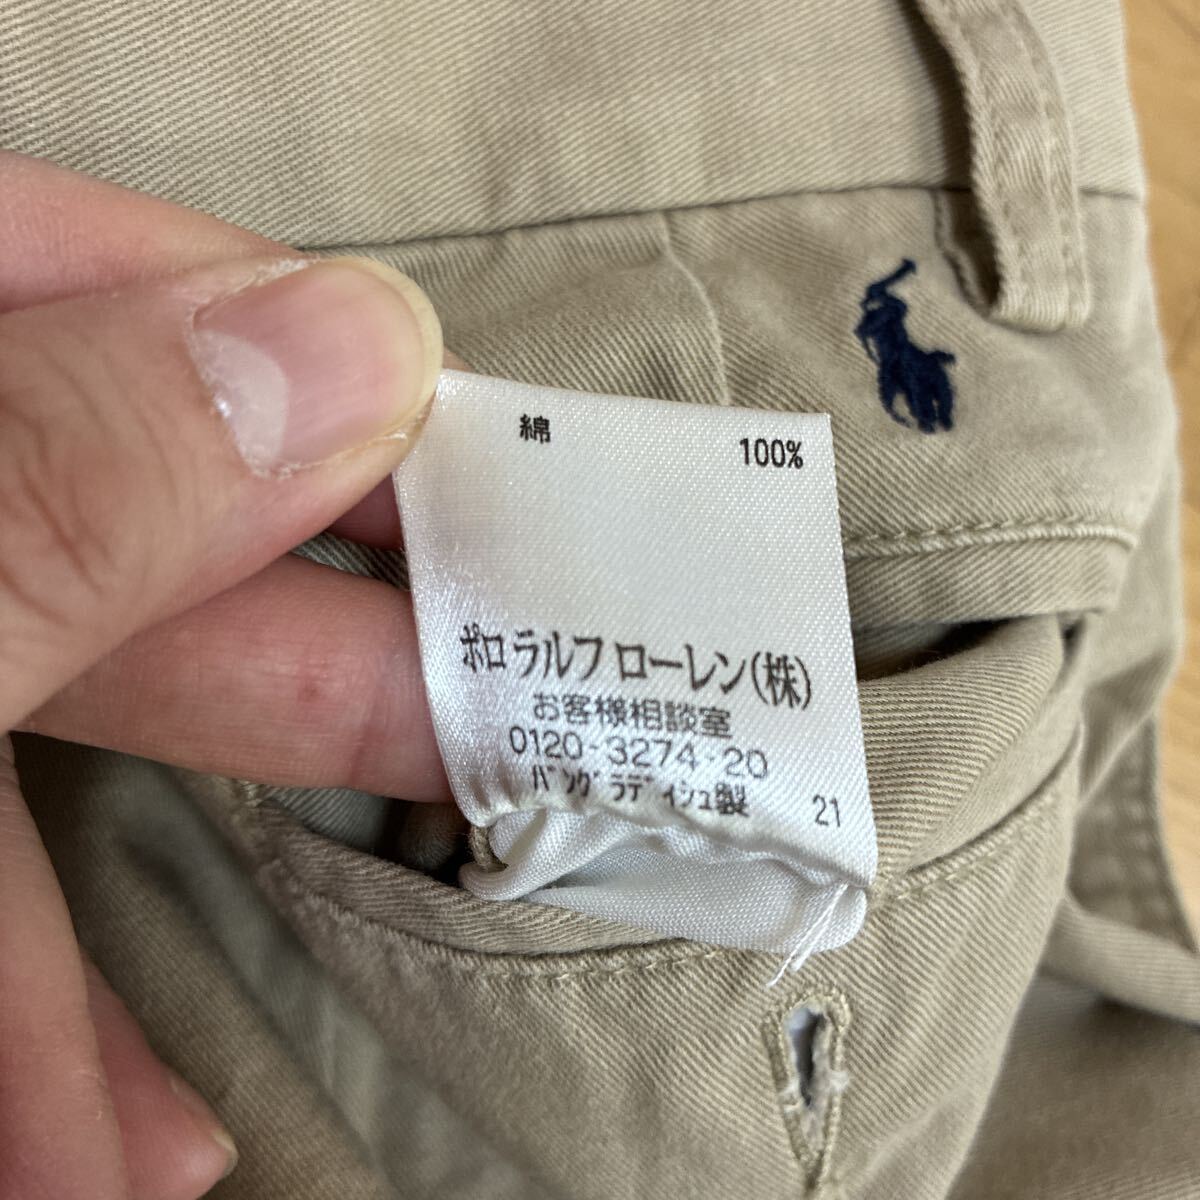 綿 100%
ポロ ラルフ ローレン(株)
お客様相談室
0120-3274-20
バングラディシュ製 21